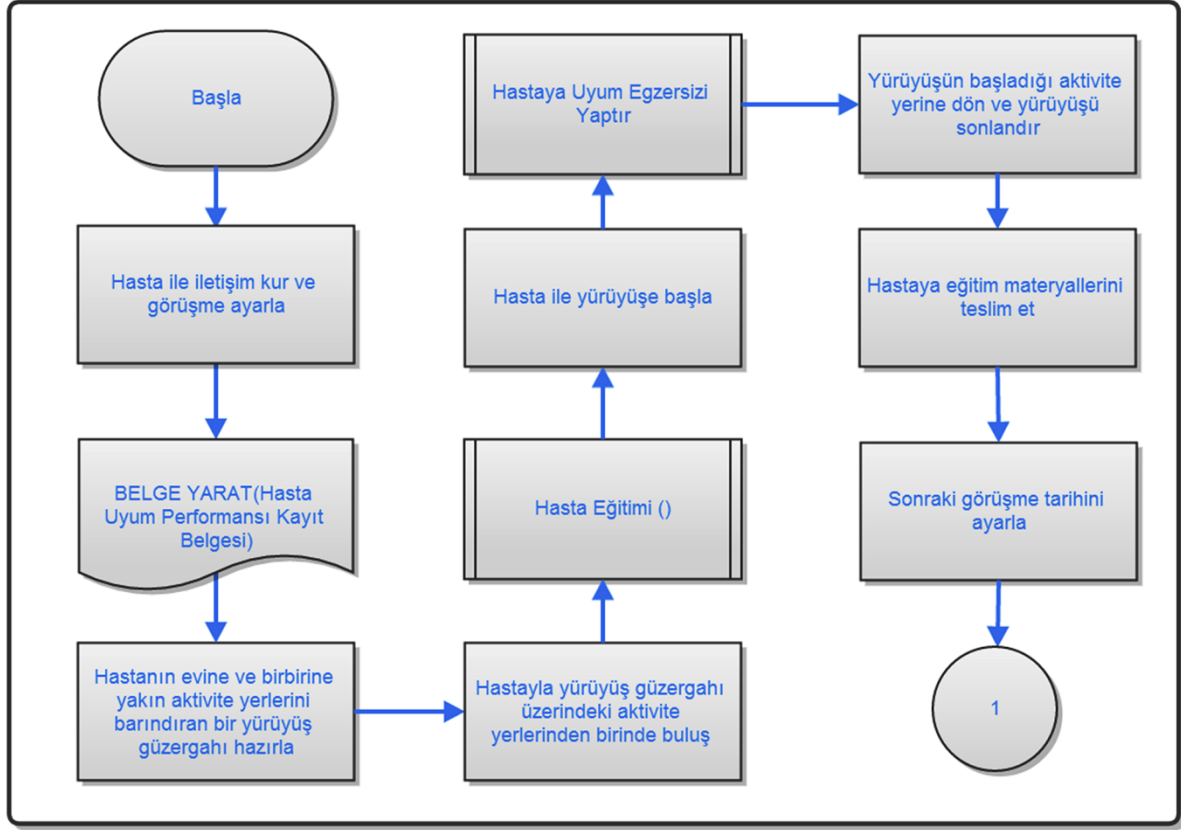 Başla
Hasta ile iletişim kur ve
görüşme ayarla
BELGE YARAT(Hasta
Uyum Performansı Kayıt
Belgesi)
Hastanın evine ve birbirine
yakın aktivite yerlerini
barındıran bir yürüyüş
güzergahı hazırla
Hastayla yürüyüş güzergahı
üzerindeki aktivite
yerlerinden birinde buluş
Hasta Eğitimi ()
Hasta ile yürüyüşe başla
Hastaya Uyum Egzersizi
Yaptır
Yürüyüşün başladığı aktivite
yerine dön ve yürüyüşü
sonlandır
Hastaya eğitim materyallerini
teslim et
Sonraki görüşme tarihini
ayarla
1